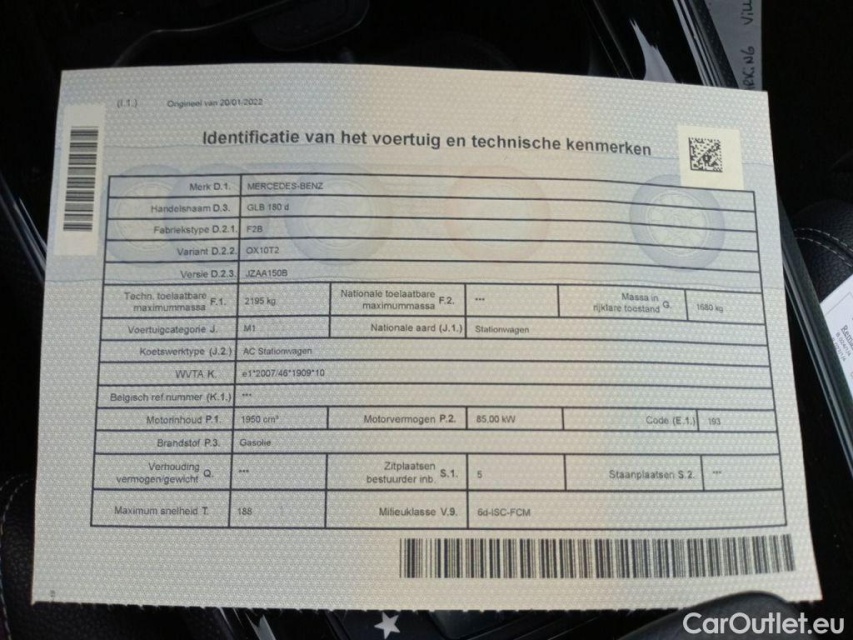 (I.1.) Origineel van 20/01/2022
Identificatie van het voertuig en technische kenmerken
Merk D.1. MERCEDES-BENZ
Handelsnaam D.3. GLB 180 d
Fabriekstype D.2.1. F2B
Variant D.2.2. OX10T2
Versie D.2.3. JZAA150B
Techn. toelaatbare maximummassa F.1. 2195 kg Nationale toelaatbare maximummassa F.2. *** Massa in rijklare toestand G. 1680 kg
Voertuigcategorie J. M1 Nationale aard (J.1.) Stationwagen
Koetswerktype (J.2.) AC Stationwagen
WVTA K. e1*2007/46*1909*10
Belgisch ref.nummer (K.1.) ***
Motorinhoud P.1. 1950 cm³ Motorvermogen P.2. 85,00 kW Code (E.1.) 193
Brandstof P.3. Gasolie
Verhouding vermogen/gewicht Q. *** Zitplaatsen bestuurder inb. S.1. 5 Staanplaatsen S.2. ***
Maximum snelheid T. 188 Milieuklasse V.9. 6d-ISC-FCM
CarOutlet.eu